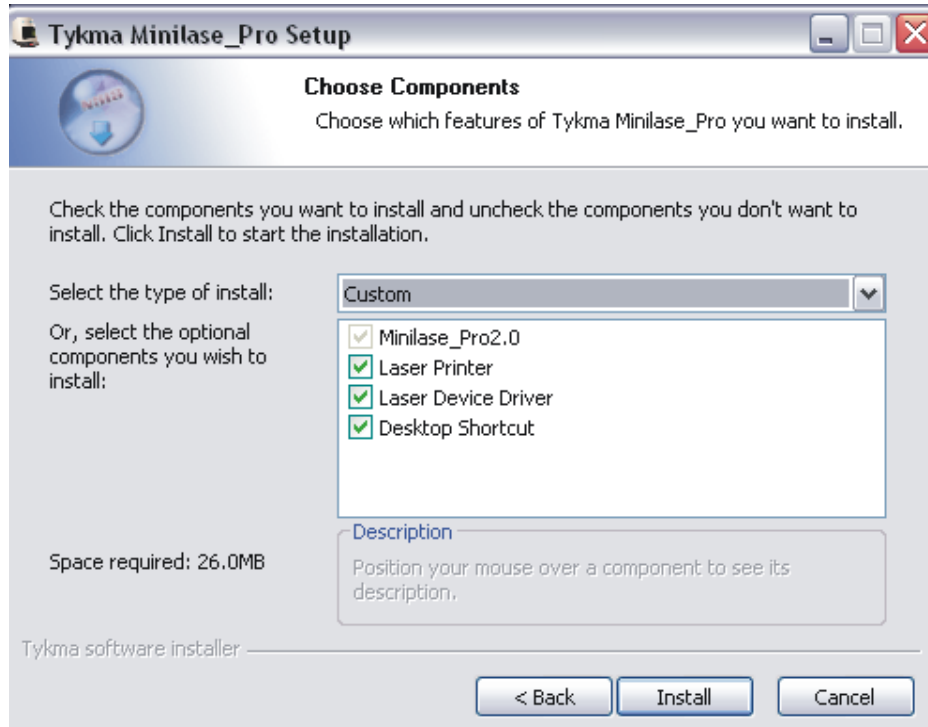 Tykma Minilase_Pro Setup
Choose Components
Choose which features of Tykma Minilase_Pro you want to install.
Check the components you want to install and uncheck the components you don't want to
install. Click Install to start the installation.
Select the type of install:
Custom
Or, select the optional
components you wish to
install:
Minilase_Pro2.0
Laser Printer
Laser Device Driver
Desktop Shortcut
Space required: 26.0MB
Description
Position your mouse over a component to see its
description.
Tykma software installer
< Back
Install
Cancel